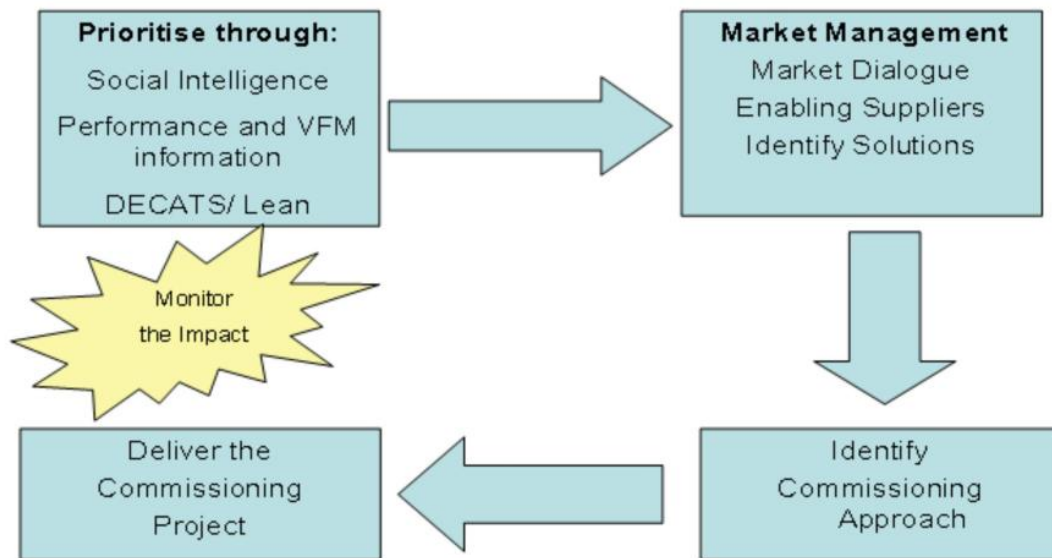 Prioritise through:
Social Intelligence
Performance and VFM
information
DECATS/ Lean
Market Management
Market Dialogue
Enabling Suppliers
Identify Solutions
Monitor
the Impact
Deliver the
Commissioning
Project
Identify
Commissioning
Approach